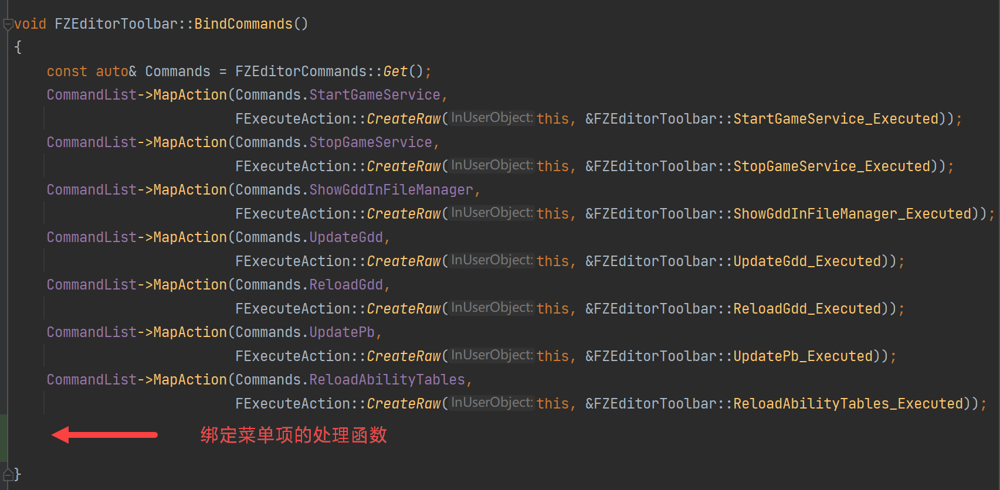 void FZEditorToolbar::BindCommands()
{
    const auto& Commands = FZEditorCommands::Get();
    CommandList->MapAction(Commands.StartGameService,
                           FExecuteAction::CreateRaw(InUserObject: this, &FZEditorToolbar::StartGameService_Executed));
    CommandList->MapAction(Commands.StopGameService,
                           FExecuteAction::CreateRaw(InUserObject: this, &FZEditorToolbar::StopGameService_Executed));
    CommandList->MapAction(Commands.ShowGddInFileManager,
                           FExecuteAction::CreateRaw(InUserObject: this, &FZEditorToolbar::ShowGddInFileManager_Executed));
    CommandList->MapAction(Commands.UpdateGdd,
                           FExecuteAction::CreateRaw(InUserObject: this, &FZEditorToolbar::UpdateGdd_Executed));
    CommandList->MapAction(Commands.ReloadGdd,
                           FExecuteAction::CreateRaw(InUserObject: this, &FZEditorToolbar::ReloadGdd_Executed));
    CommandList->MapAction(Commands.UpdatePb,
                           FExecuteAction::CreateRaw(InUserObject: this, &FZEditorToolbar::UpdatePb_Executed));
    CommandList->MapAction(Commands.ReloadAbilityTables,
                           FExecuteAction::CreateRaw(InUserObject: this, &FZEditorToolbar::ReloadAbilityTables_Executed));
绑定菜单项的处理函数
}